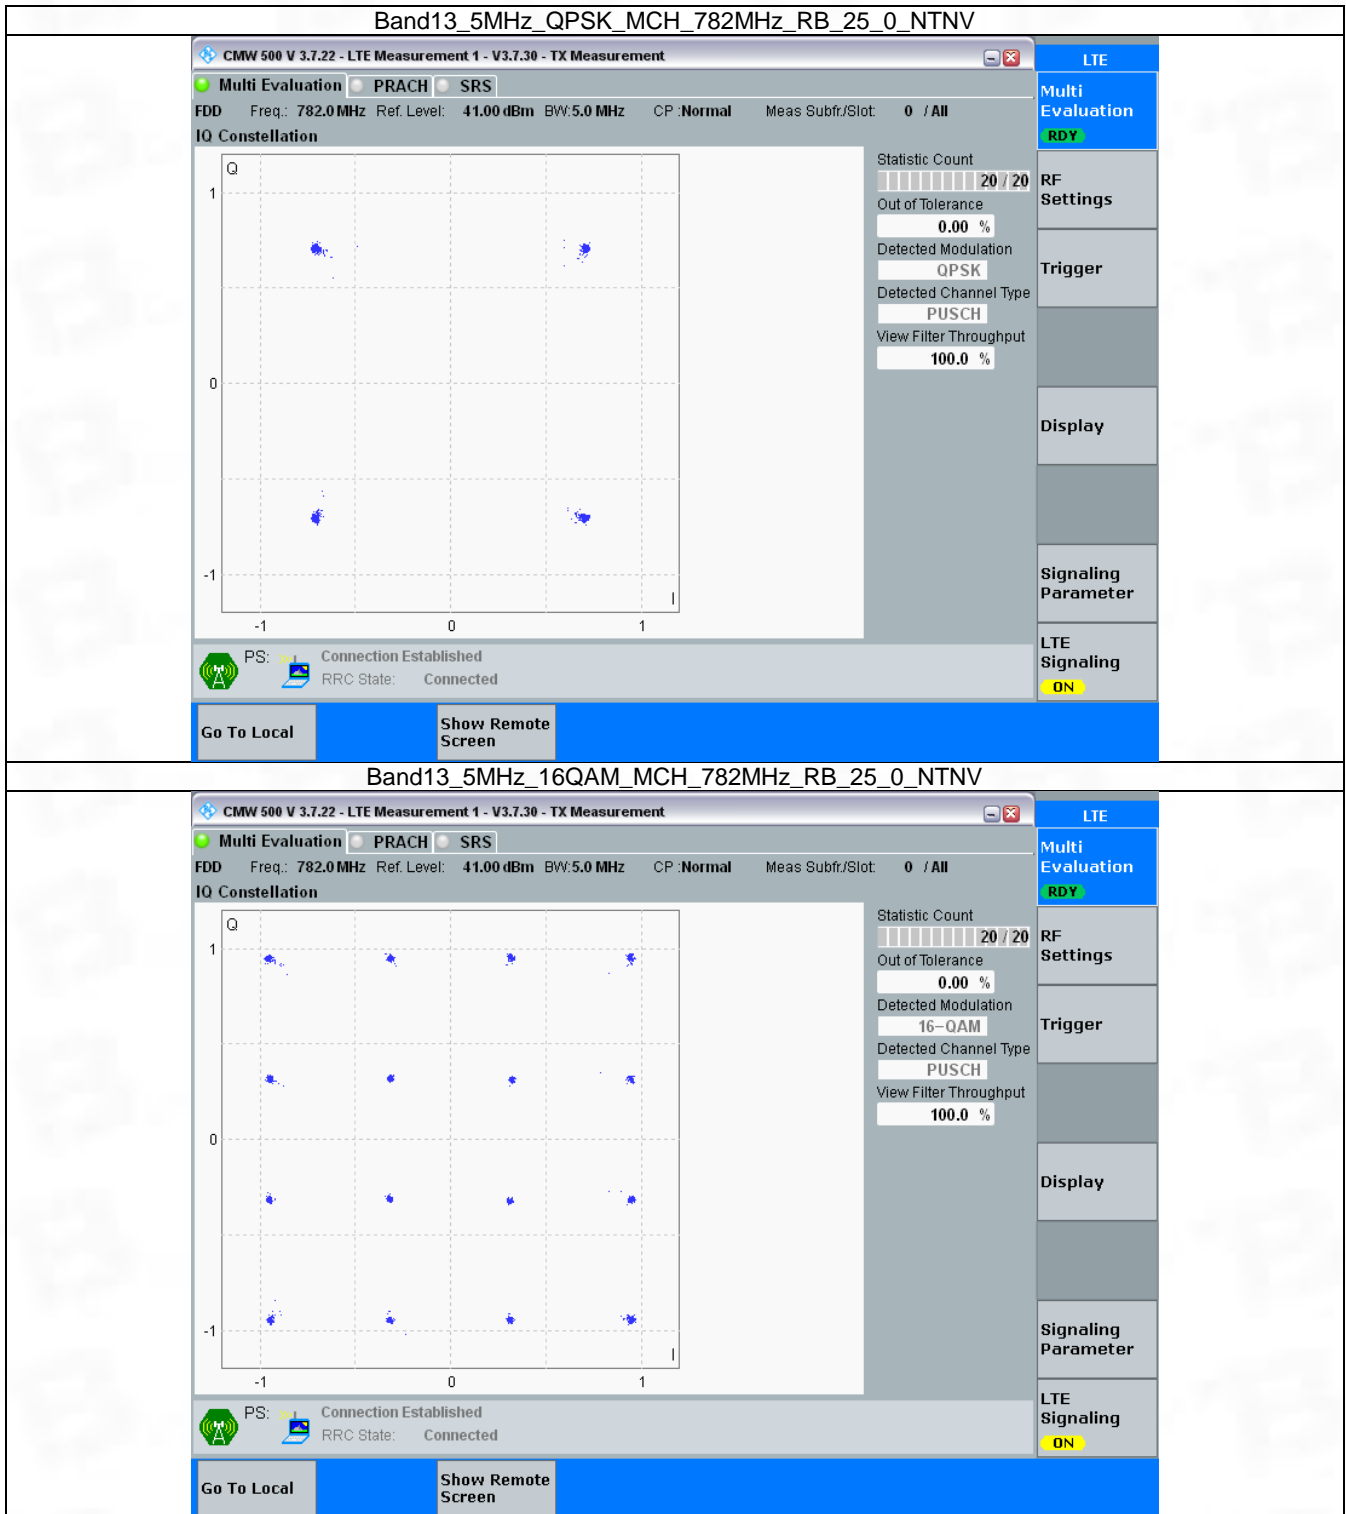 Band13_5MHz_QPSK_MCH_782MHz_RB_25_0_NTNV
CMW 500 V 3.7.22 - LTE Measurement 1 - V3.7.30 - TX Measurement
LTE
Multi Evaluation PRACH SRS
Multi
Evaluation
RDY
FDD Freq.: 782.0 MHz Ref. Level: 41.00 dBm BW:5.0 MHz CP :Normal Meas Subfr./Slot: 0 / All
IQ Constellation
Q
1
0
-1
I
-1 0 1
Statistic Count
20 / 20
Out of Tolerance
0.00 %
Detected Modulation
QPSK
Detected Channel Type
PUSCH
View Filter Throughput
100.0 %
RF
Settings
Trigger
Display
Signaling
Parameter
LTE
Signaling
ON
PS: Connection Established
RRC State: Connected
Go To Local
Show Remote
Screen
Band13_5MHz_16QAM_MCH_782MHz_RB_25_0_NTNV
CMW 500 V 3.7.22 - LTE Measurement 1 - V3.7.30 - TX Measurement
LTE
Multi Evaluation PRACH SRS
Multi
Evaluation
RDY
FDD Freq.: 782.0 MHz Ref. Level: 41.00 dBm BW:5.0 MHz CP :Normal Meas Subfr./Slot: 0 / All
IQ Constellation
Q
1
0
-1
I
-1 0 1
Statistic Count
20 / 20
Out of Tolerance
0.00 %
Detected Modulation
16-QAM
Detected Channel Type
PUSCH
View Filter Throughput
100.0 %
RF
Settings
Trigger
Display
Signaling
Parameter
LTE
Signaling
ON
PS: Connection Established
RRC State: Connected
Go To Local
Show Remote
Screen